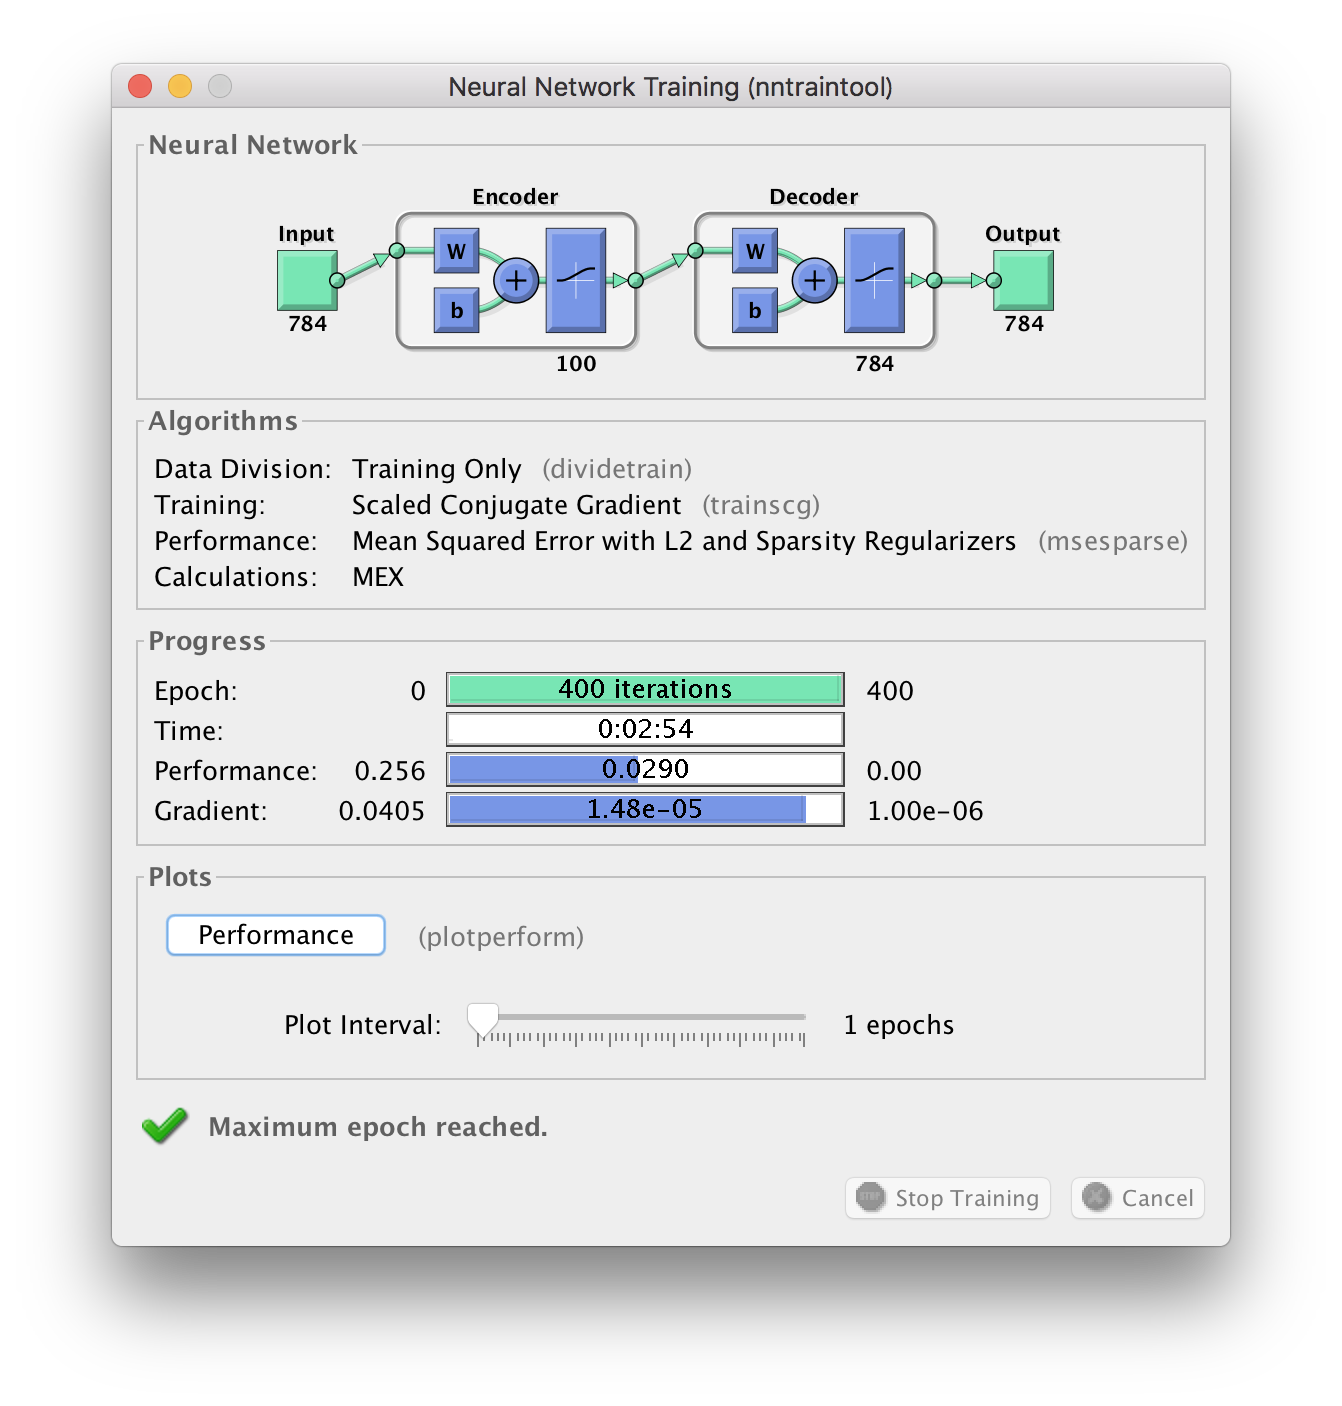 Neural Network Training (nntraintool)
Neural Network
Encoder Decoder
Input Output
W W
b b
784 784
100 784
Algorithms
Data Division: Training Only (dividetrain)
Training: Scaled Conjugate Gradient (trainscg)
Performance: Mean Squared Error with L2 and Sparsity Regularizers (msesparse)
Calculations: MEX
Progress
Epoch: 0 400 iterations 400
Time: 0:02:54
Performance: 0.256 0.0290 0.00
Gradient: 0.0405 1.48e-05 1.00e-06
Plots
Performance (plotperform)
Plot Interval: 1 epochs
Maximum epoch reached.
STOP Stop Training Cancel